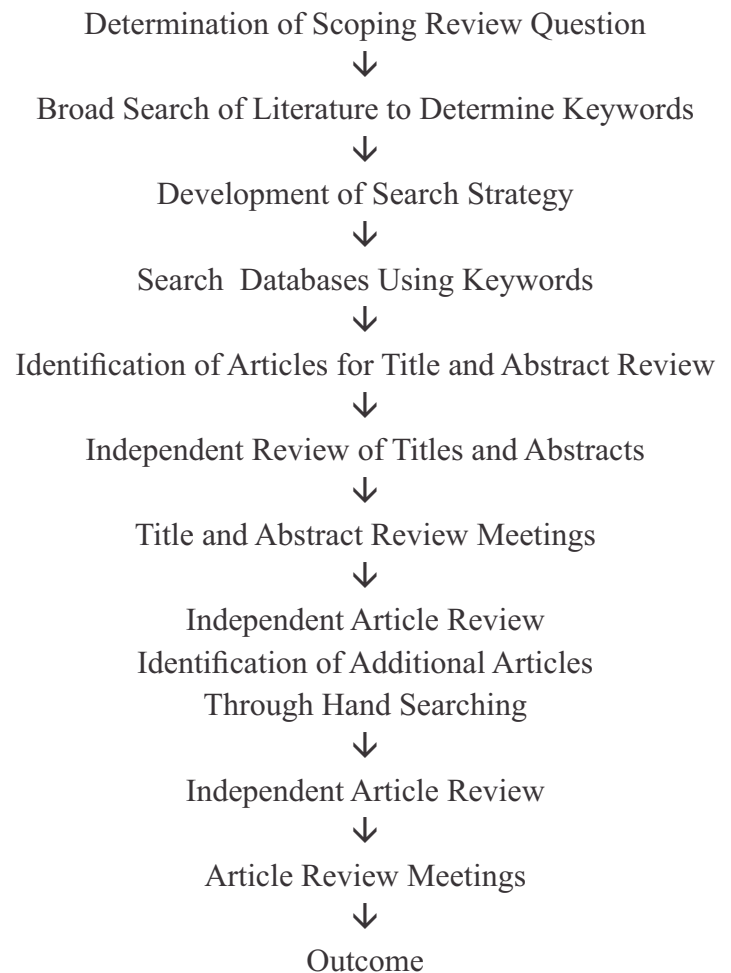 Determination of Scoping Review Question
↓
Broad Search of Literature to Determine Keywords
↓
Development of Search Strategy
↓
Search  Databases Using Keywords
↓
Identification of Articles for Title and Abstract Review
↓
Independent Review of Titles and Abstracts
↓
Title and Abstract Review Meetings
↓
Independent Article Review
Identification of Additional Articles
Through Hand Searching
↓
Independent Article Review
↓
Article Review Meetings
↓
Outcome